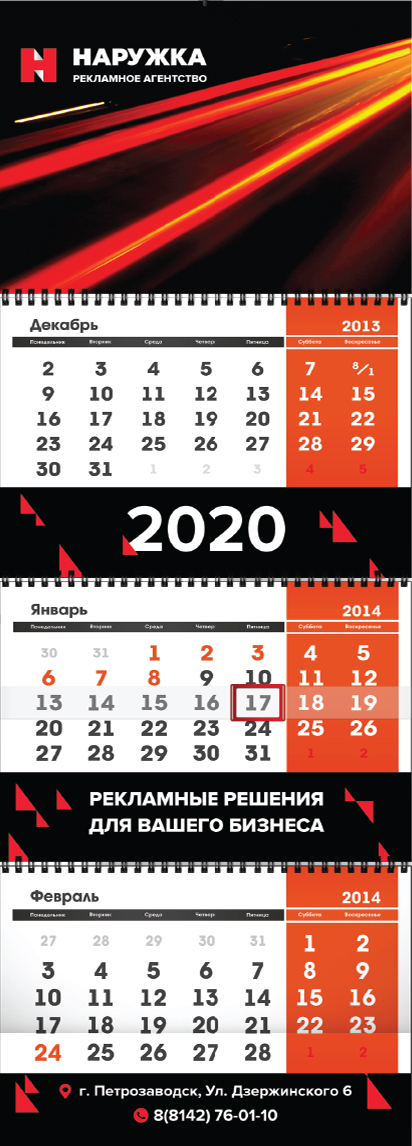 НАРУЖКА
РЕКЛАМНОЕ АГЕНТСТВО
Декабрь 2013
Понедельник Вторник Среда Четверг Пятница Суббота Воскресенье
2 3 4 5 6 7 8/1
9 10 11 12 13 14 15
16 17 18 19 20 21 22
23 24 25 26 27 28 29
30 31 1 2 3 4 5
2020
Январь 2014
Понедельник Вторник Среда Четверг Пятница Суббота Воскресенье
30 31 1 2 3 4 5
6 7 8 9 10 11 12
13 14 15 16 17 18 19
20 21 22 23 24 25 26
27 28 29 30 31 1 2
РЕКЛАМНЫЕ РЕШЕНИЯ
ДЛЯ ВАШЕГО БИЗНЕСА
Февраль 2014
Понедельник Вторник Среда Четверг Пятница Суббота Воскресенье
27 28 29 30 31 1 2
3 4 5 6 7 8 9
10 11 12 13 14 15 16
17 18 19 20 21 22 23
24 25 26 27 28 1 2
г. Петрозаводск, Ул. Дзержинского 6
8(8142) 76-01-10